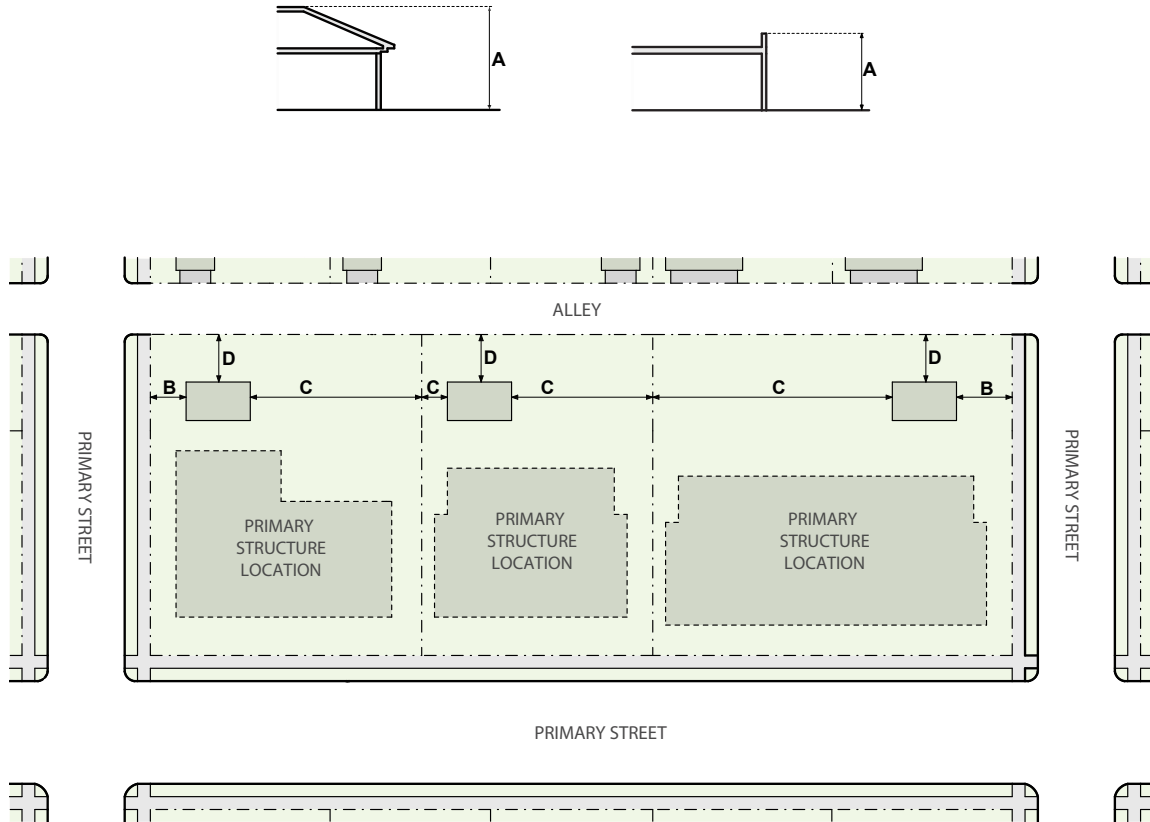 A
A
ALLEY
D
D
D
B
C
C
C
C
B
PRIMARY STREET
PRIMARY STREET
PRIMARY
STRUCTURE
LOCATION
PRIMARY
STRUCTURE
LOCATION
PRIMARY
STRUCTURE
LOCATION
PRIMARY STREET